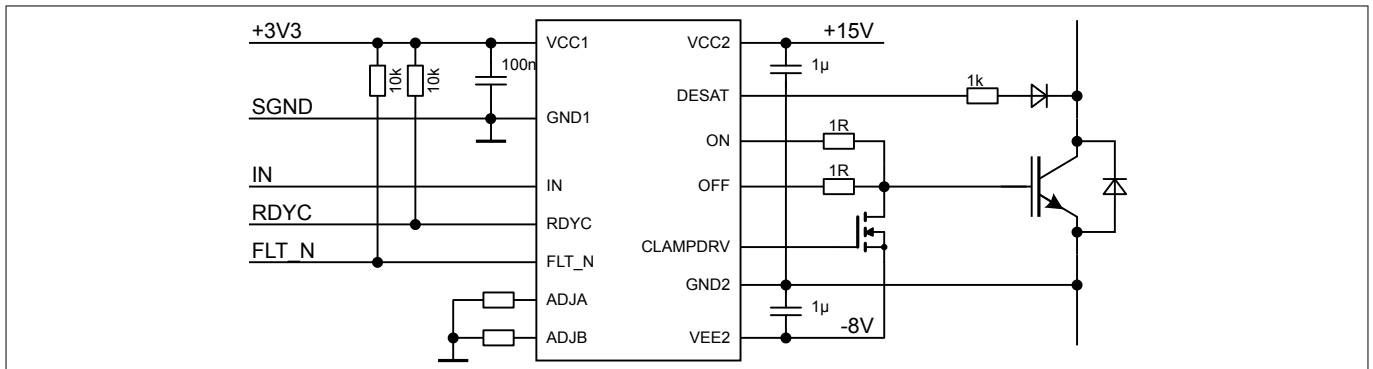 +3V3
SGND
IN
RDYC
FLT_N
10k
10k
100n
VCC1
GND1
IN
RDYC
FLT_N
ADJA
ADJB
VCC2
DESAT
ON
OFF
CLAMPDRV
GND2
VEE2
+15V
1µ
1k
1R
1R
1µ
-8V